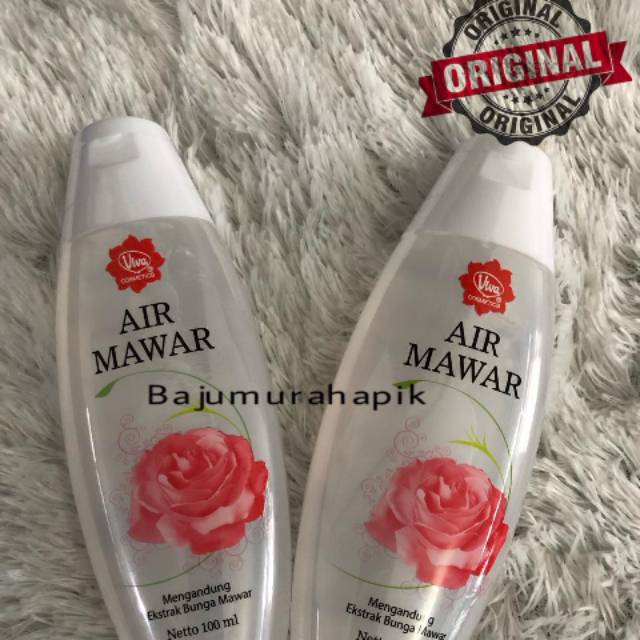 ORIGINAL
ORIGINAL
ORIGINAL
Viva
COSMETICS
AIR
MAWAR
Viva
COSMETICS
AIR
MAWAR
Bajumurahapik
Mengandung
Ekstrak Bunga Mawar
Netto 100 ml
Mengandung
Ekstrak Bunga Mawar